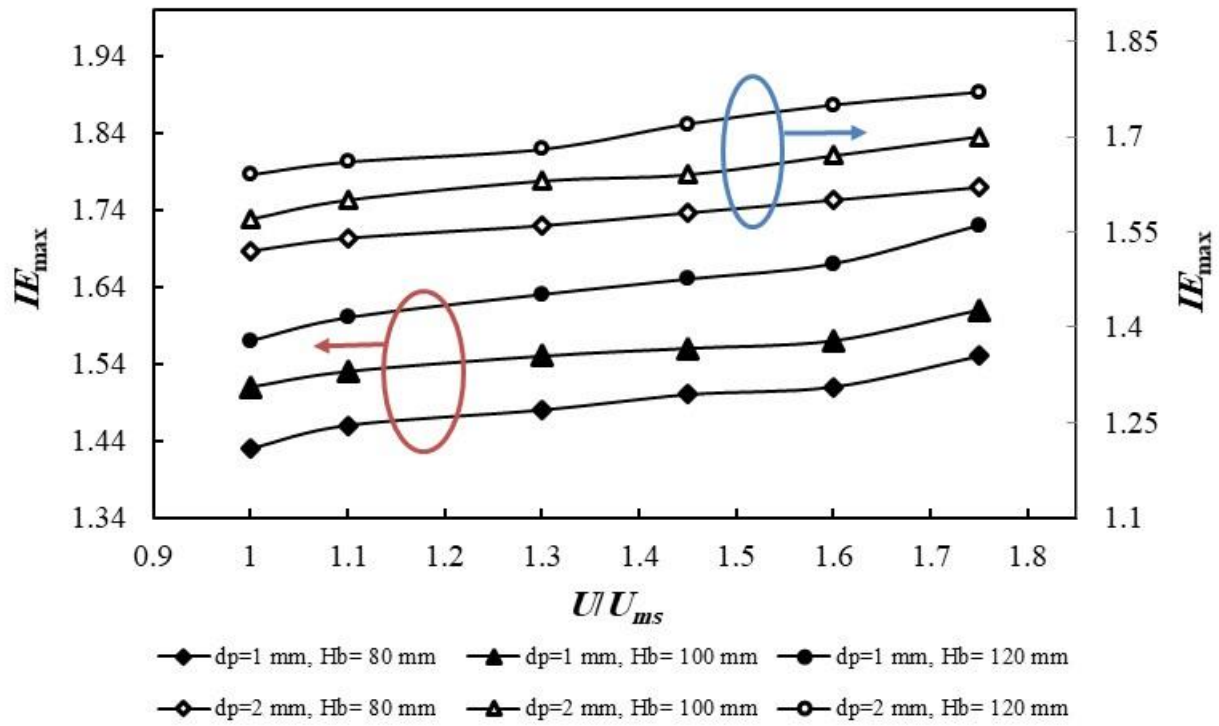 1.94
1.84
1.74
1.64
1.54
1.44
1.34
IEmax
1.85
1.7
1.55
1.4
1.25
1.1
IEmax
0.9 1 1.1 1.2 1.3 1.4 1.5 1.6 1.7 1.8
U/Ums
dp=1 mm, Hb= 80 mm dp=1 mm, Hb= 100 mm dp=1 mm, Hb= 120 mm
dp=2 mm, Hb= 80 mm dp=2 mm, Hb= 100 mm dp=2 mm, Hb= 120 mm